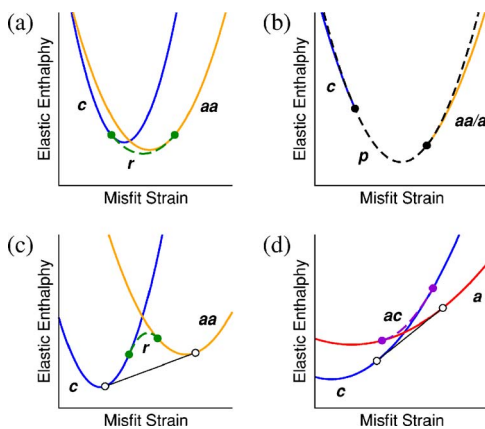 (a)
Elastic Enthalphy
c
aa
r
Misfit Strain
(b)
Elastic Enthalphy
c
aa/a
p
Misfit Strain
(c)
Elastic Enthalphy
aa
r
c
Misfit Strain
(d)
Elastic Enthalphy
ac
a
c
Misfit Strain